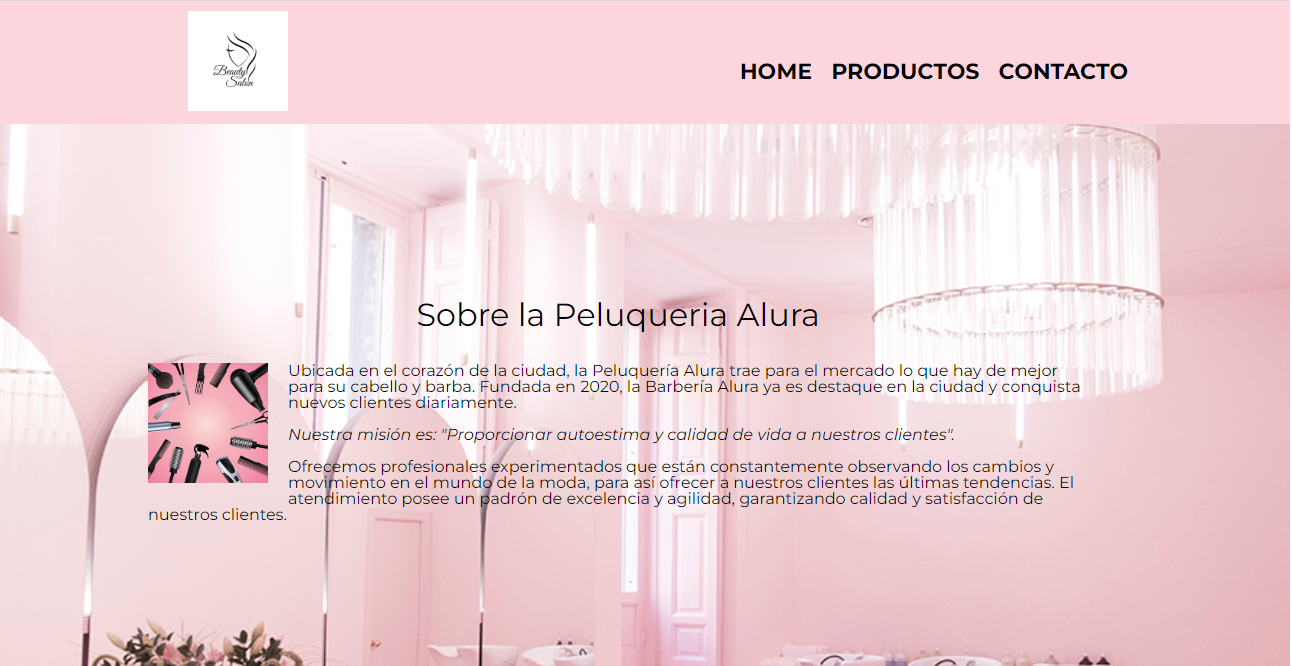 Beauty
Salon
HOME PRODUCTOS CONTACTO
Sobre la Peluqueria Alura
Ubicada en el corazón de la ciudad, la Peluquería Alura trae para el mercado lo que hay de mejor
para su cabello y barba. Fundada en 2020, la Barbería Alura ya es destaque en la ciudad y conquista
nuevos clientes diariamente.
Nuestra misión es: "Proporcionar autoestima y calidad de vida a nuestros clientes".
Ofrecemos profesionales experimentados que están constantemente observando los cambios y
movimiento en el mundo de la moda, para así ofrecer a nuestros clientes las últimas tendencias. El
atendimiento posee un padrón de excelencia y agilidad, garantizando calidad y satisfacción de
nuestros clientes.